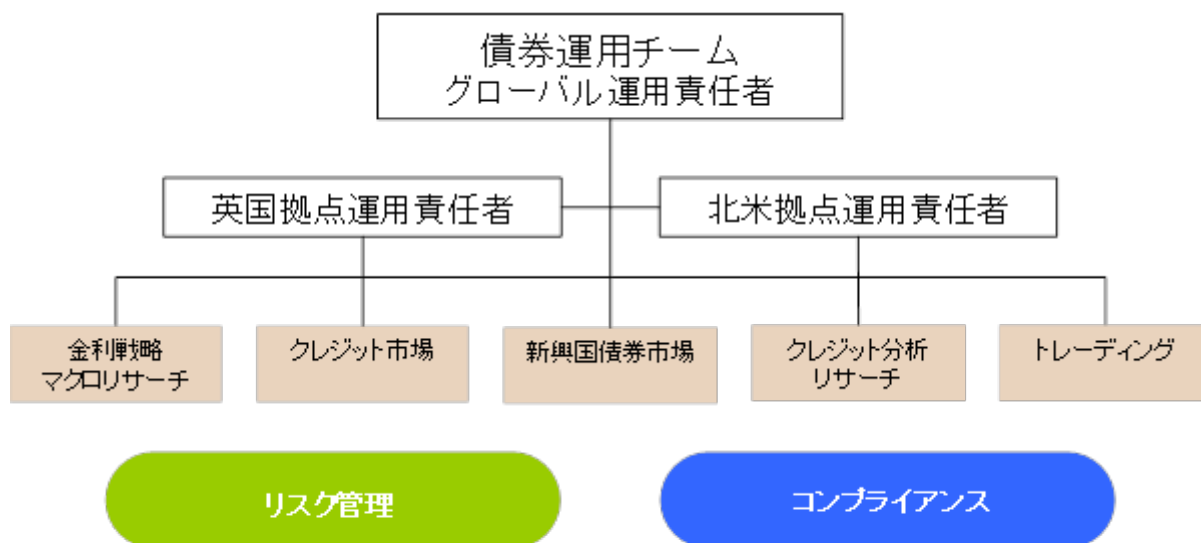 債券運用チーム
グローバル運用責任者
英国拠点運用責任者
北米拠点運用責任者
金利戦略
マクロリサーチ
クレジット市場
新興国債券市場
クレジット分析
リサーチ
トレーディング
リスク管理
コンプライアンス